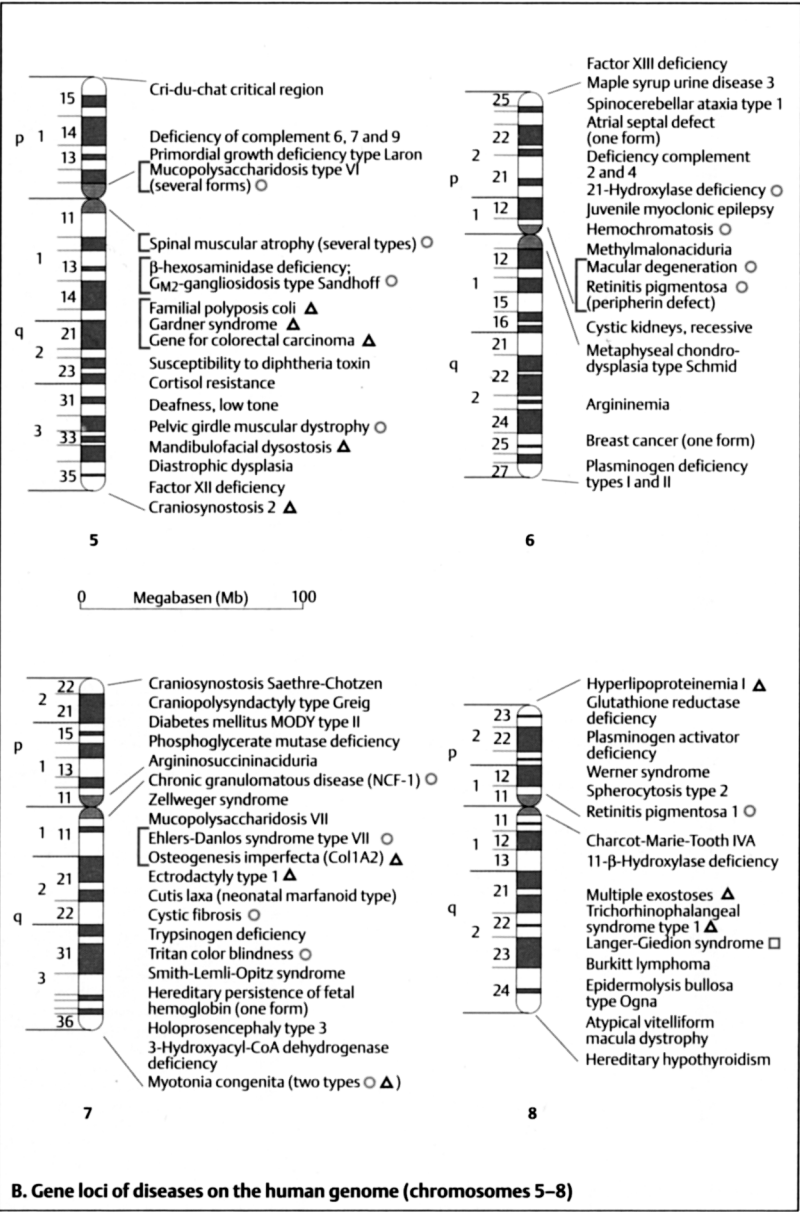 Cri-du-chat critical region
15
p 1 14
Deficiency of complement 6, 7 and 9
13
Primordial growth deficiency type Laron
Mucopolysaccharidosis type VI
(several forms) ○
11
Spinal muscular atrophy (several types) ○
1
13
β-hexosaminidase deficiency;
GM2-gangliosidosis type Sandhoff ○
14
Familial polyposis coli △
Gardner syndrome △
Gene for colorectal carcinoma △
q
21
2
Susceptibility to diphtheria toxin
23
Cortisol resistance
31
Deafness, low tone
3
Pelvic girdle muscular dystrophy ○
33
Mandibulofacial dysostosis △
Diastrophic dysplasia
35
Factor XII deficiency
Craniosynostosis 2 △
5
Factor XIII deficiency
Maple syrup urine disease 3
25
Spinocerebellar ataxia type 1
Atrial septal defect
(one form)
22
2
Deficiency complement
2 and 4
p
21
21-Hydroxylase deficiency ○
1 12
Juvenile myoclonic epilepsy
Hemochromatosis ○
Methylmalonaciduria
12
Macular degeneration ○
1
Retinitis pigmentosa ○
(peripherin defect)
15
16
Cystic kidneys, recessive
21
Metaphyseal chondro-
dysplasia type Schmid
q
22
2
Argininemia
24
25
Breast cancer (one form)
27
Plasminogen deficiency
types I and II
6
0 Megabasen (Mb) 100
22
Craniosynostosis Saethre-Chotzen
2
Craniopolysyndactyly type Greig
21
Diabetes mellitus MODY type II
15
p
Phosphoglycerate mutase deficiency
1 13
Argininosuccininaciduria
Chronic granulomatous disease (NCF-1) ○
11
Zellweger syndrome
Mucopolysaccharidosis VII
1 11
Ehlers-Danlos syndrome type VII ○
Osteogenesis imperfecta (Col1A2) △
21
Ectrodactyly type 1 △
2
Cutis laxa (neonatal marfanoid type)
q
22
Cystic fibrosis ○
Trypsinogen deficiency
31
Tritan color blindness ○
3
Smith-Lemli-Opitz syndrome
Hereditary persistence of fetal
hemoglobin (one form)
36
Holoprosencephaly type 3
3-Hydroxyacyl-CoA dehydrogenase
deficiency
Myotonia congenita (two types ○ △)
7
Hyperlipoproteinemia I △
23
Glutathione reductase
deficiency
2 22
Plasminogen activator
deficiency
p
12
Werner syndrome
1
11
Spherocytosis type 2
Retinitis pigmentosa 1 ○
11
1 12
Charcot-Marie-Tooth IVA
13
11-β-Hydroxylase deficiency
21
Multiple exostoses △
q
Trichorhinophalangeal
syndrome type 1 △
22
2
Langer-Giedion syndrome □
23
Burkitt lymphoma
24
Epidermolysis bullosa
type Ogna
Atypical vitelliform
macula dystrophy
Hereditary hypothyroidism
8
B. Gene loci of diseases on the human genome (chromosomes 5–8)